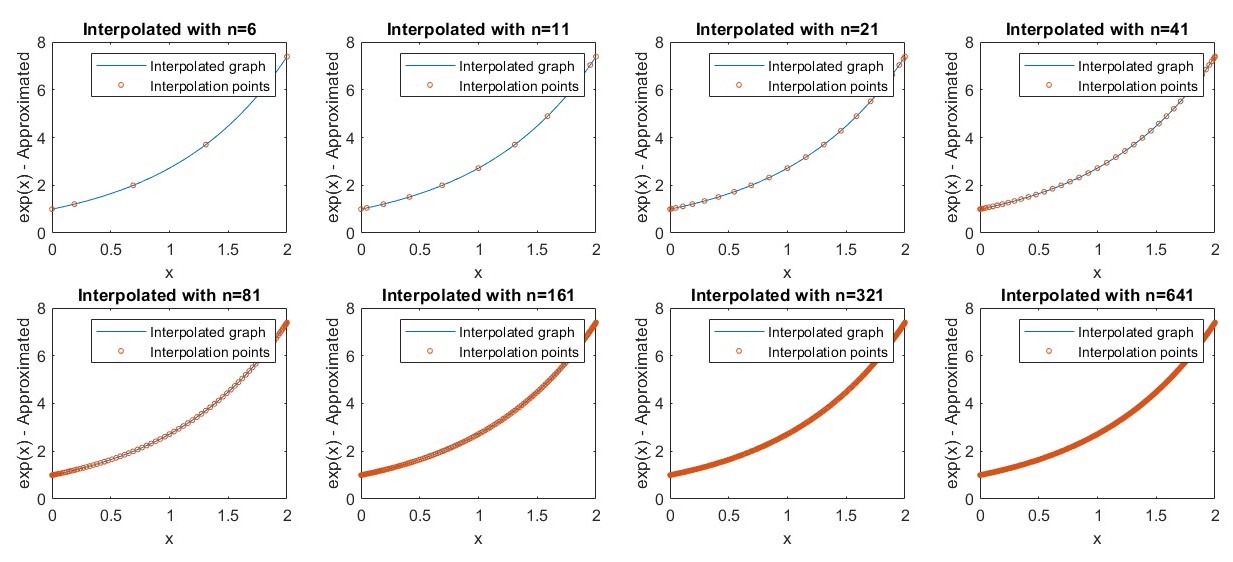 Interpolated with n=6
exp(x) - Approximated
8
6
4
2
0
Interpolated graph
Interpolation points
0 0.5 1 1.5 2
x
Interpolated with n=11
exp(x) - Approximated
8
6
4
2
0
Interpolated graph
Interpolation points
0 0.5 1 1.5 2
x
Interpolated with n=21
exp(x) - Approximated
8
6
4
2
0
Interpolated graph
Interpolation points
0 0.5 1 1.5 2
x
Interpolated with n=41
exp(x) - Approximated
8
6
4
2
0
Interpolated graph
Interpolation points
0 0.5 1 1.5 2
x
Interpolated with n=81
exp(x) - Approximated
8
6
4
2
0
Interpolated graph
Interpolation points
0 0.5 1 1.5 2
x
Interpolated with n=161
exp(x) - Approximated
8
6
4
2
0
Interpolated graph
Interpolation points
0 0.5 1 1.5 2
x
Interpolated with n=321
exp(x) - Approximated
8
6
4
2
0
Interpolated graph
Interpolation points
0 0.5 1 1.5 2
x
Interpolated with n=641
exp(x) - Approximated
8
6
4
2
0
Interpolated graph
Interpolation points
0 0.5 1 1.5 2
x